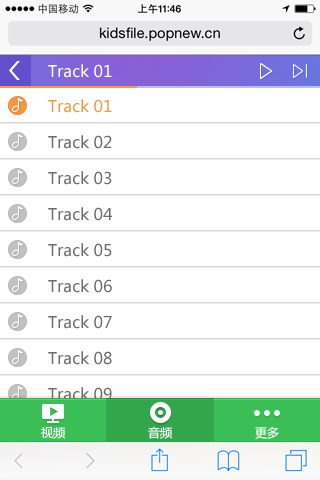 中国移动 上午11:46
kidsfile.popnew.cn
Track 01
Track 01
Track 02
Track 03
Track 04
Track 05
Track 06
Track 07
Track 08
Track 09
视频 音频 更多